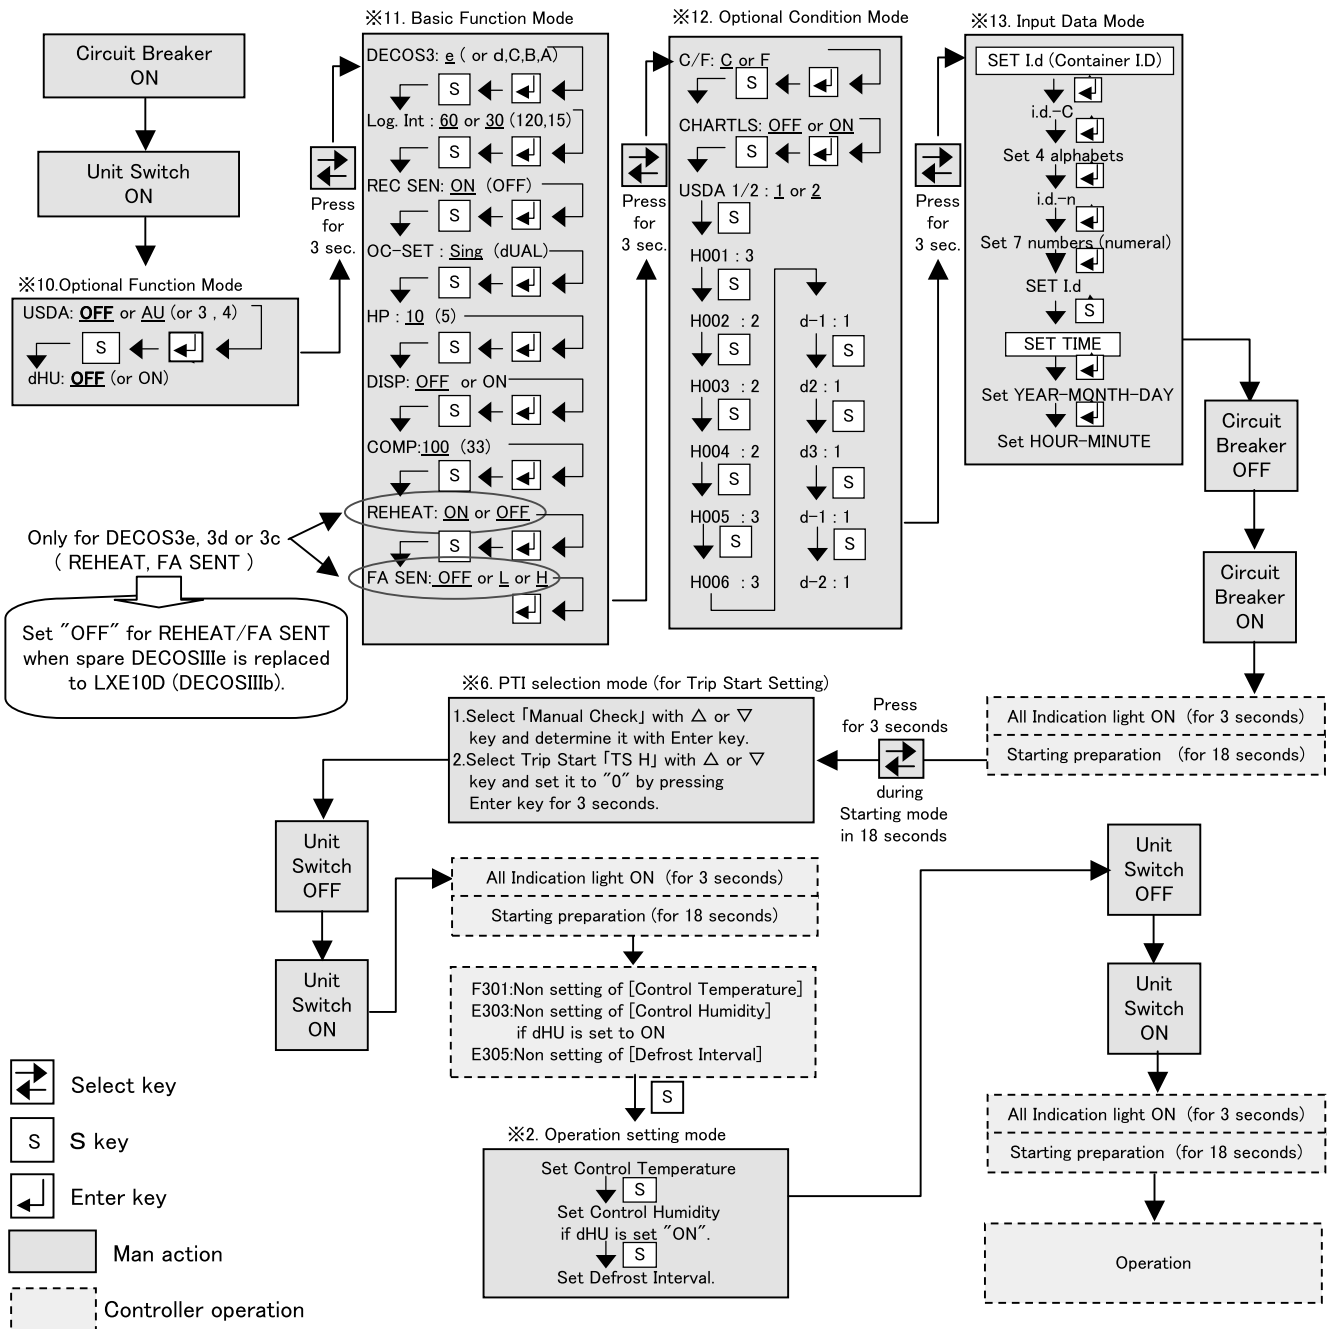 Circuit Breaker
ON
Unit Switch
ON
※10.Optional Function Mode
USDA: OFF or AU (or 3 , 4)
S
dHU: OFF (or ON)
Press
for
3 sec.
※11. Basic Function Mode
DECOS3: e ( or d,C,B,A)
S
Log. Int : 60 or 30 (120,15)
S
REC SEN: ON (OFF)
S
OC-SET : Sing (dUAL)
S
HP : 10 (5)
S
DISP: OFF or ON
S
COMP:100 (33)
S
REHEAT: ON or OFF
S
FA SEN: OFF or L or H
Only for DECOS3e, 3d or 3c
( REHEAT, FA SENT )
Set "OFF" for REHEAT/FA SENT
when spare DECOSIIIe is replaced
to LXE10D (DECOSIIIb).
Press
for
3 sec.
※12. Optional Condition Mode
C/F: C or F
S
CHARTLS: OFF or ON
S
USDA 1/2 : 1 or 2
S
H001 : 3
S
H002 : 2
S
H003 : 2
S
H004 : 2
S
H005 : 3
S
H006 : 3
d-1 : 1
S
d2 : 1
S
d3 : 1
S
d-1 : 1
S
d-2 : 1
Press
for
3 sec.
※13. Input Data Mode
SET I.d (Container I.D)
i.d.-C
Set 4 alphabets
i.d.-n
Set 7 numbers (numeral)
SET I.d
S
SET TIME
Set YEAR-MONTH-DAY
Set HOUR-MINUTE
Circuit
Breaker
OFF
Circuit
Breaker
ON
All Indication light ON (for 3 seconds)
Starting preparation (for 18 seconds)
Press
for 3 seconds
during
Starting mode
in 18 seconds
※6. PTI selection mode (for Trip Start Setting)
1.Select「Manual Check」with △ or ▽
key and determine it with Enter key.
2.Select Trip Start「TS H」with △ or ▽
key and set it to "0" by pressing
Enter key for 3 seconds.
Unit
Switch
OFF
Unit
Switch
ON
All Indication light ON (for 3 seconds)
Starting preparation (for 18 seconds)
F301:Non setting of [Control Temperature]
E303:Non setting of [Control Humidity]
if dHU is set to ON
E305:Non setting of [Defrost Interval]
S
※2. Operation setting mode
Set Control Temperature
S
Set Control Humidity
if dHU is set "ON".
S
Set Defrost Interval.
Unit
Switch
OFF
Unit
Switch
ON
All Indication light ON (for 3 seconds)
Starting preparation (for 18 seconds)
Operation
Select key
S S key
Enter key
Man action
Controller operation